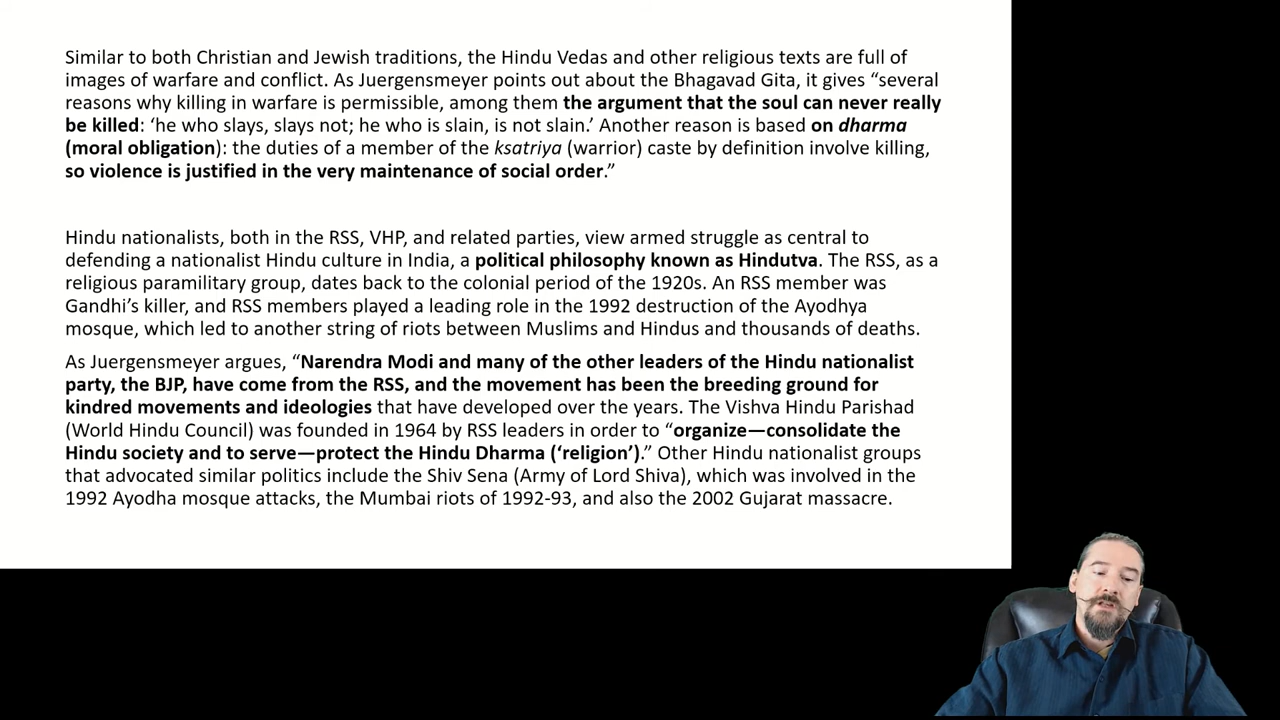 Similar to both Christian and Jewish traditions, the Hindu Vedas and other religious texts are full of
images of warfare and conflict. As Juergensmeyer points out about the Bhagavad Gita, it gives “several
reasons why killing in warfare is permissible, among them the argument that the soul can never really
be killed: ‘he who slays, slays not; he who is slain, is not slain.’ Another reason is based on dharma
(moral obligation): the duties of a member of the ksatriya (warrior) caste by definition involve killing,
so violence is justified in the very maintenance of social order.”
Hindu nationalists, both in the RSS, VHP, and related parties, view armed struggle as central to
defending a nationalist Hindu culture in India, a political philosophy known as Hindutva. The RSS, as a
religious paramilitary group, dates back to the colonial period of the 1920s. An RSS member was
Gandhi’s killer, and RSS members played a leading role in the 1992 destruction of the Ayodhya
mosque, which led to another string of riots between Muslims and Hindus and thousands of deaths.
As Juergensmeyer argues, “Narendra Modi and many of the other leaders of the Hindu nationalist
party, the BJP, have come from the RSS, and the movement has been the breeding ground for
kindred movements and ideologies that have developed over the years. The Vishva Hindu Parishad
(World Hindu Council) was founded in 1964 by RSS leaders in order to “organize—consolidate the
Hindu society and to serve—protect the Hindu Dharma (‘religion’).” Other Hindu nationalist groups
that advocated similar politics include the Shiv Sena (Army of Lord Shiva), which was involved in the
1992 Ayodha mosque attacks, the Mumbai riots of 1992-93, and also the 2002 Gujarat massacre.